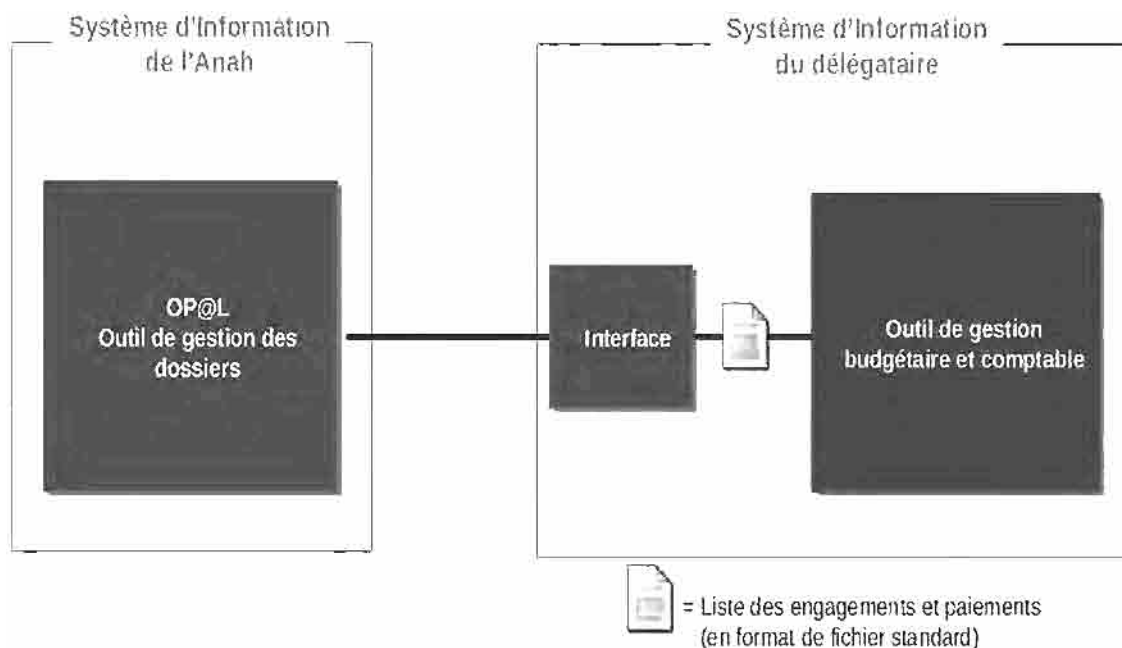 Système d'Information
de l'Anah
Système d'Information
du délégataire
OP@L
Outil de gestion des
dossiers
Interface
Outil de gestion
budgétaire et comptable
= Liste des engagements et paiements
(en format de fichier standard)